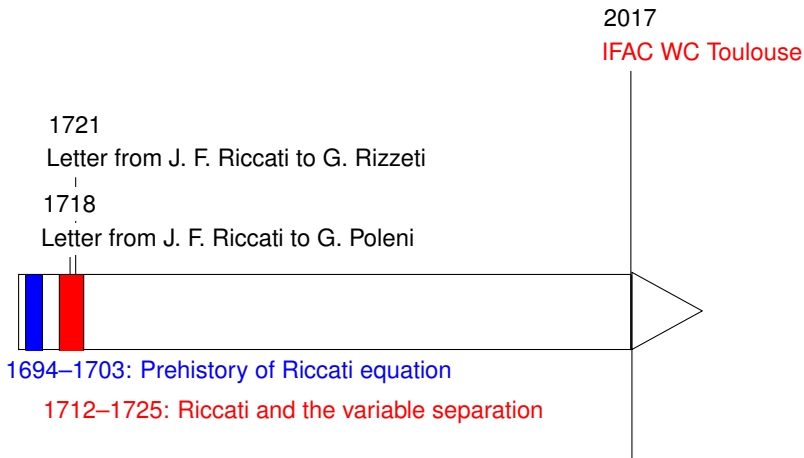 2017
IFAC WC Toulouse
1721
Letter from J. F. Riccati to G. Rizzeti
1718
Letter from J. F. Riccati to G. Poleni
1694–1703: Prehistory of Riccati equation
1712–1725: Riccati and the variable separation